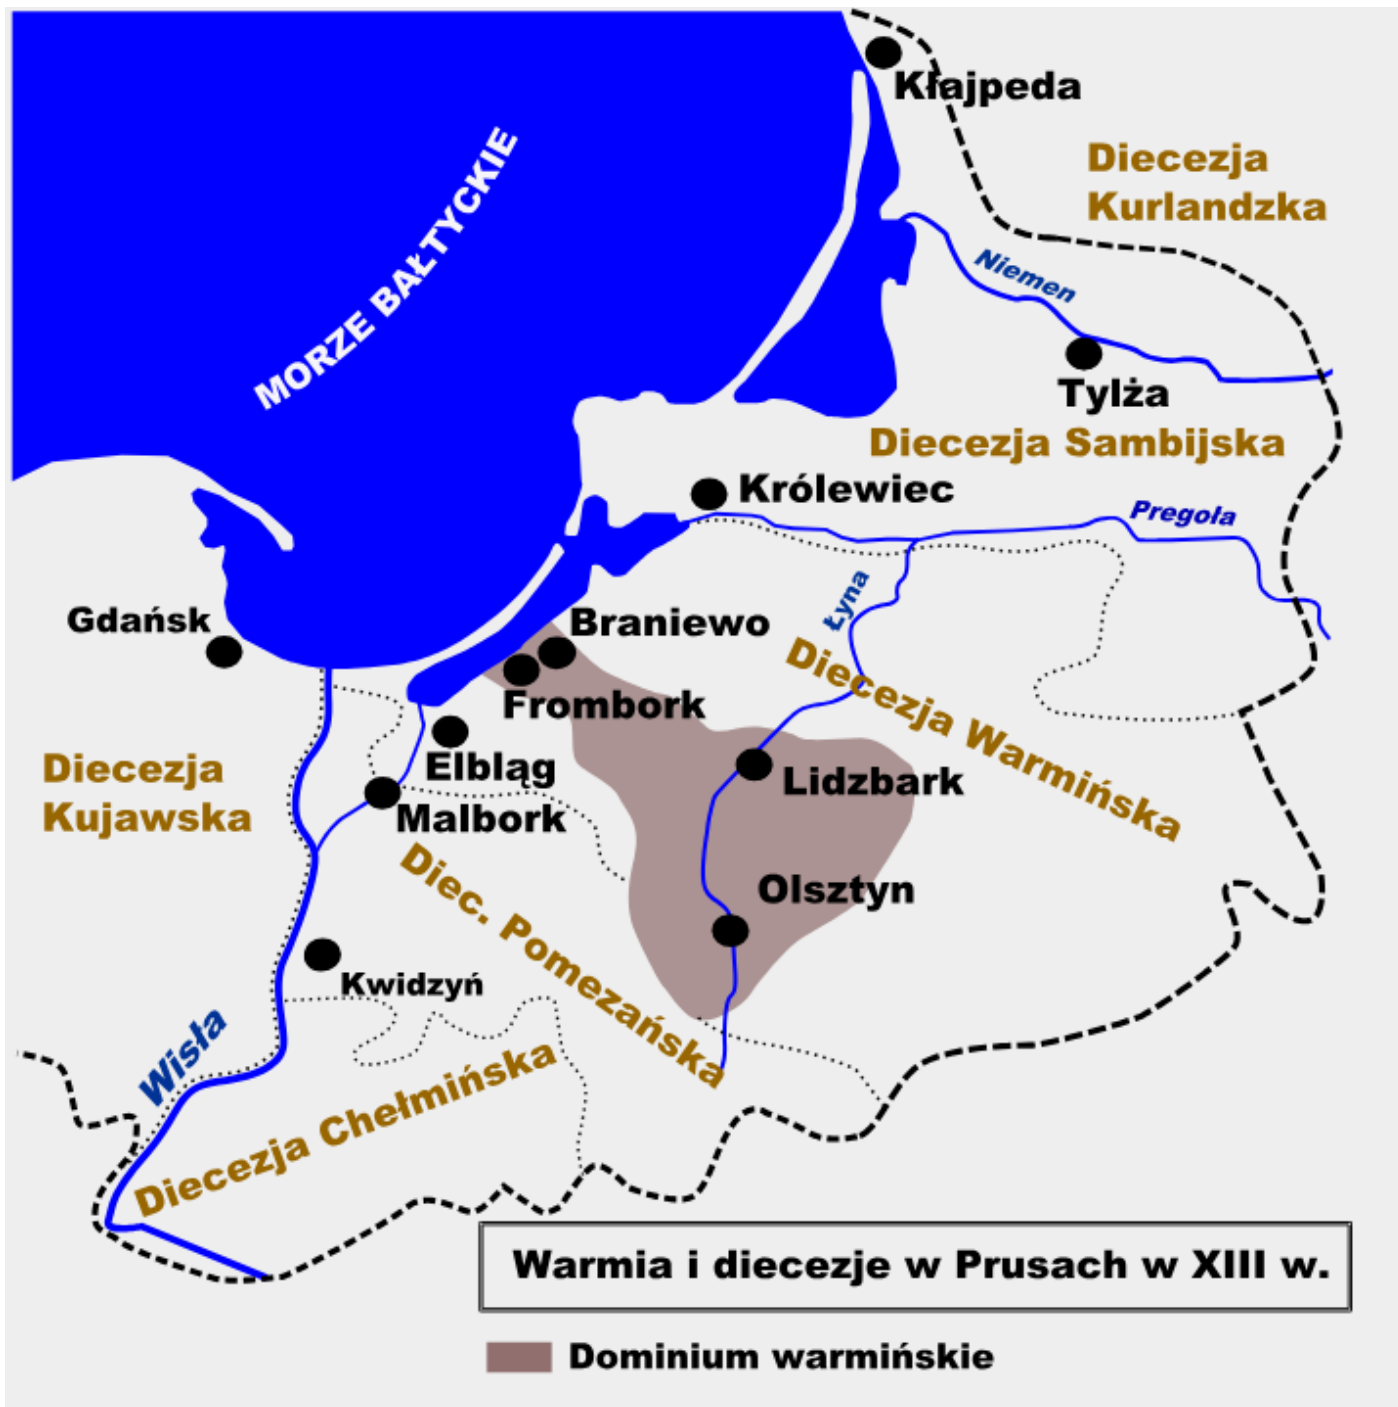 Kłajpeda
Diecezja
Kurlandzka
MORZE BAŁTYCKIE
Niemen
Tylża
Diecezja Sambijska
Królewiec
Pregoła
Łyna
Gdańsk
Braniewo
Frombork
Diecezja Warmińska
Elbląg
Lidzbark
Diecezja
Kujawska
Malbork
Olsztyn
Diec. Pomezańska
Kwidzyń
Wisła
Diecezja Chełmińska
Warmia i diecezje w Prusach w XIII w.
Dominium warmińskie